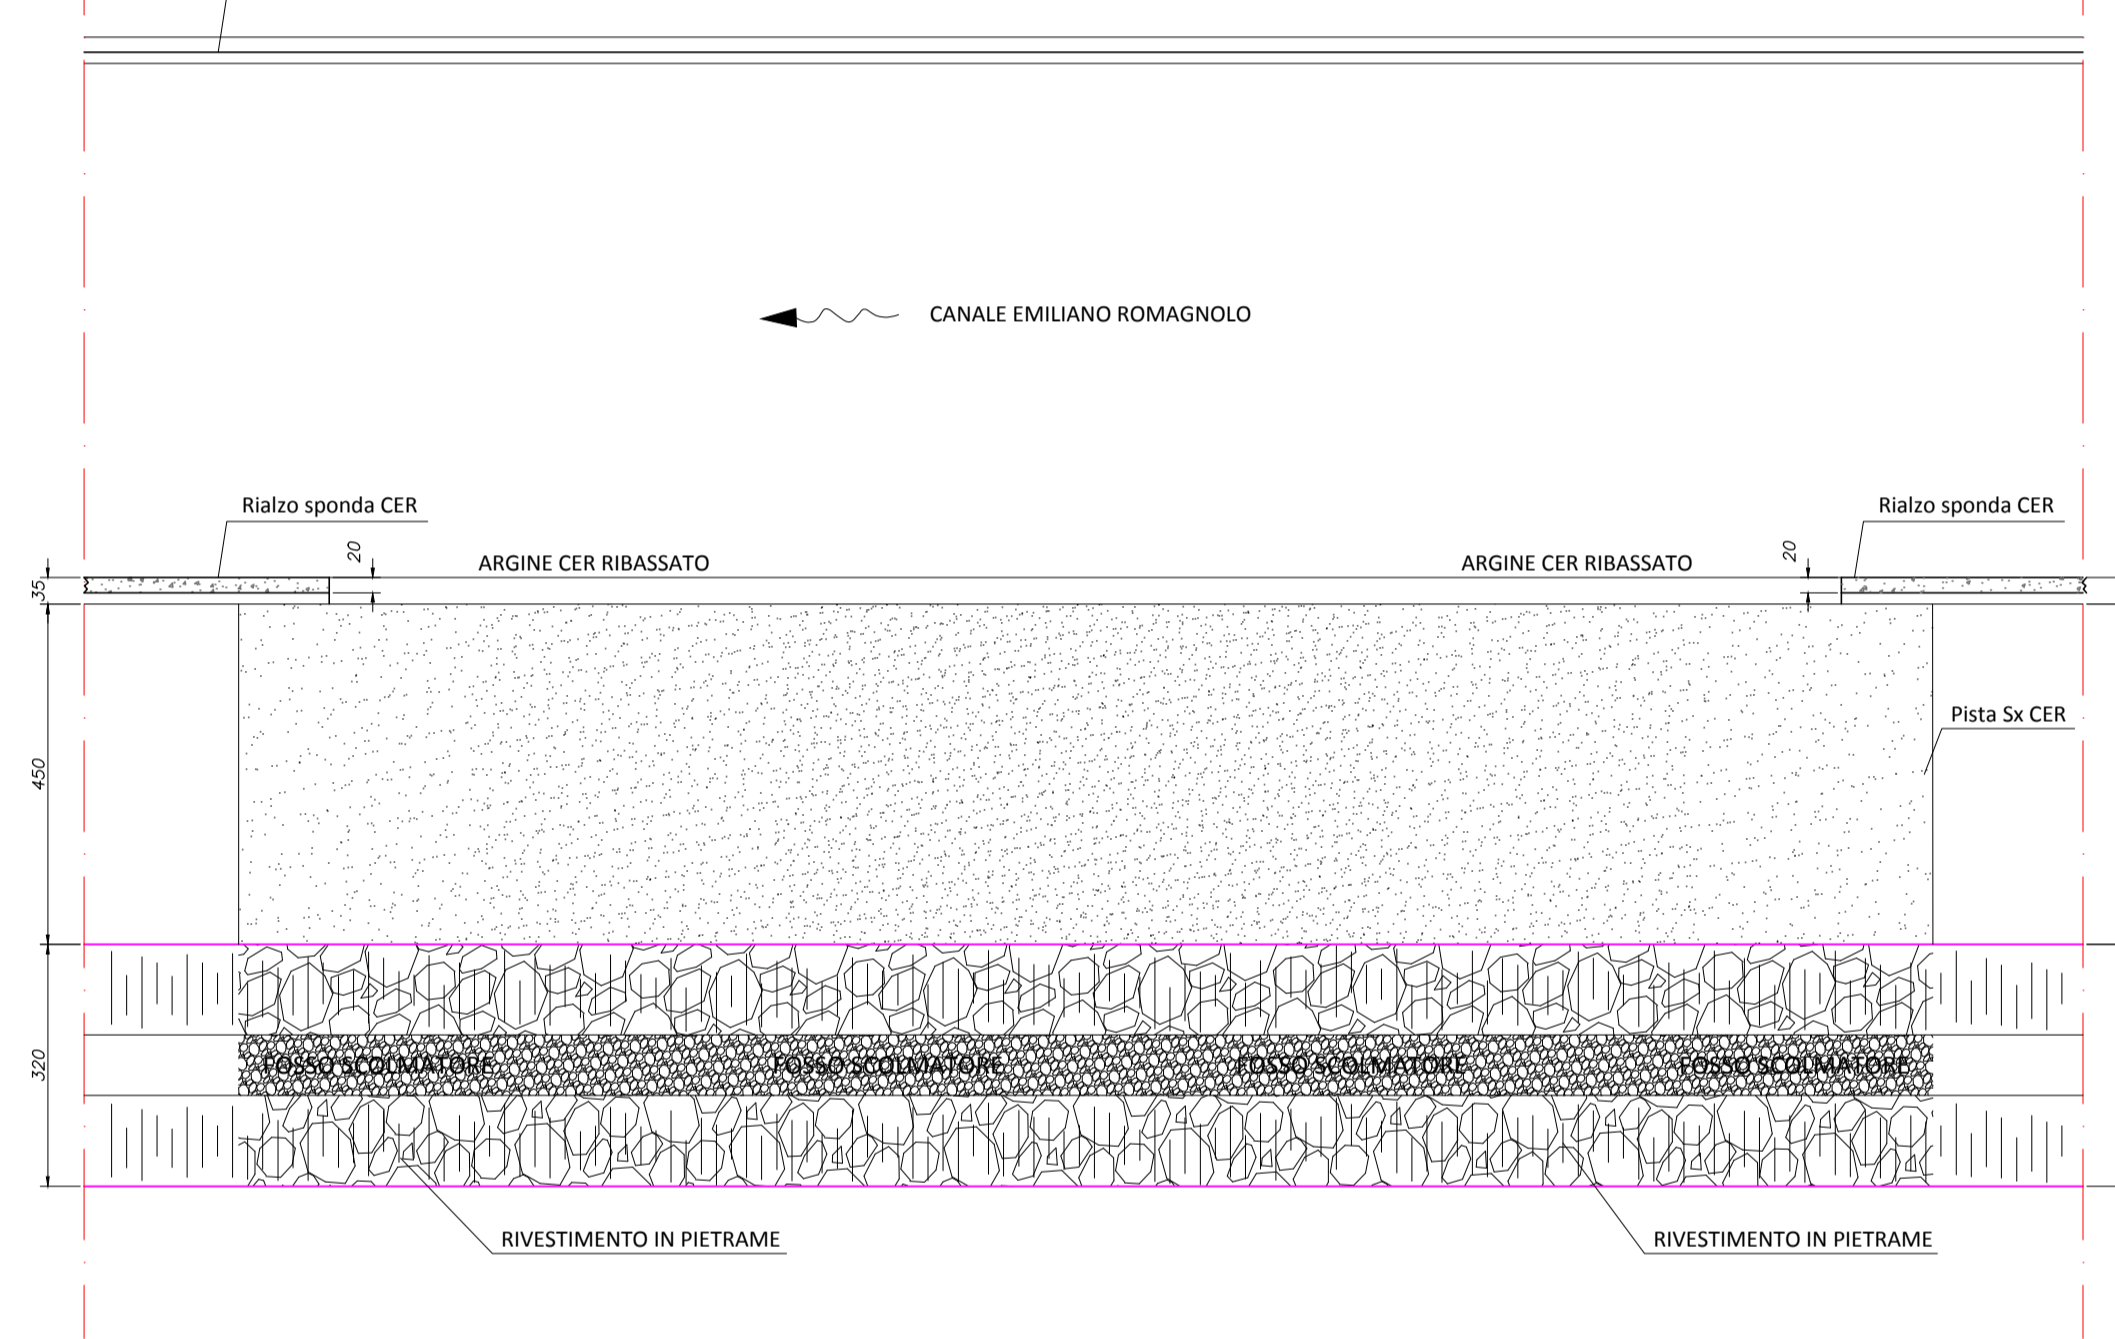 CANALE EMILIANO ROMAGNOLO
Rialzo sponda CER
Rialzo sponda CER
20
20
ARGINE CER RIBASSATO
ARGINE CER RIBASSATO
35
Pista Sx CER
450
FOSSO SCOLMATORE
FOSSO SCOLMATORE
FOSSO SCOLMATORE
FOSSO SCOLMATORE
320
RIVESTIMENTO IN PIETRAME
RIVESTIMENTO IN PIETRAME